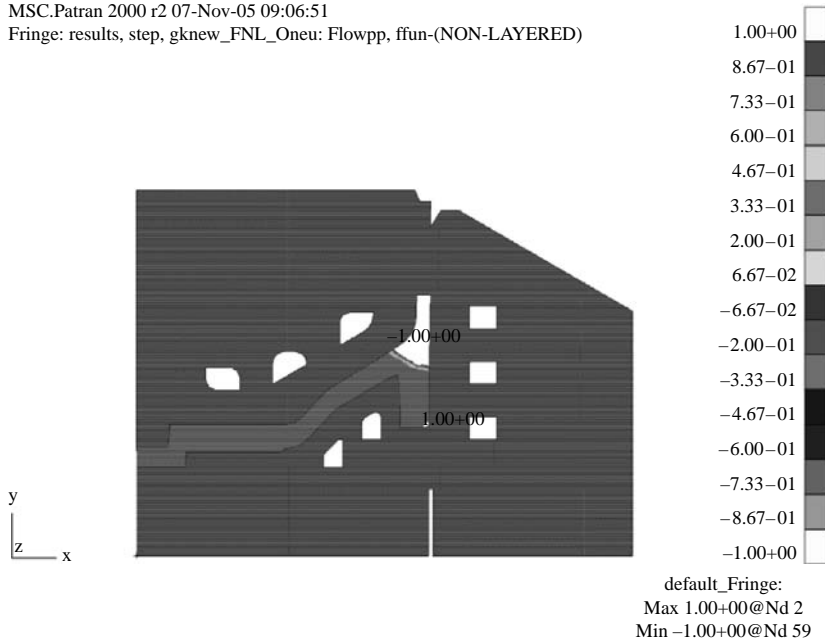 MSC.Patran 2000 r2 07-Nov-05 09:06:51
Fringe: results, step, gknew_FNL_Oneu: Flowpp, ffun-(NON-LAYERED)
1.00+00
8.67−01
7.33−01
6.00−01
4.67−01
3.33−01
2.00−01
6.67−02
−6.67−02
−2.00−01
−3.33−01
−4.67−01
−6.00−01
−7.33−01
−8.67−01
−1.00+00
−1.00+00
1.00+00
y
z
x
default_Fringe:
Max 1.00+00@Nd 2
Min −1.00+00@Nd 59